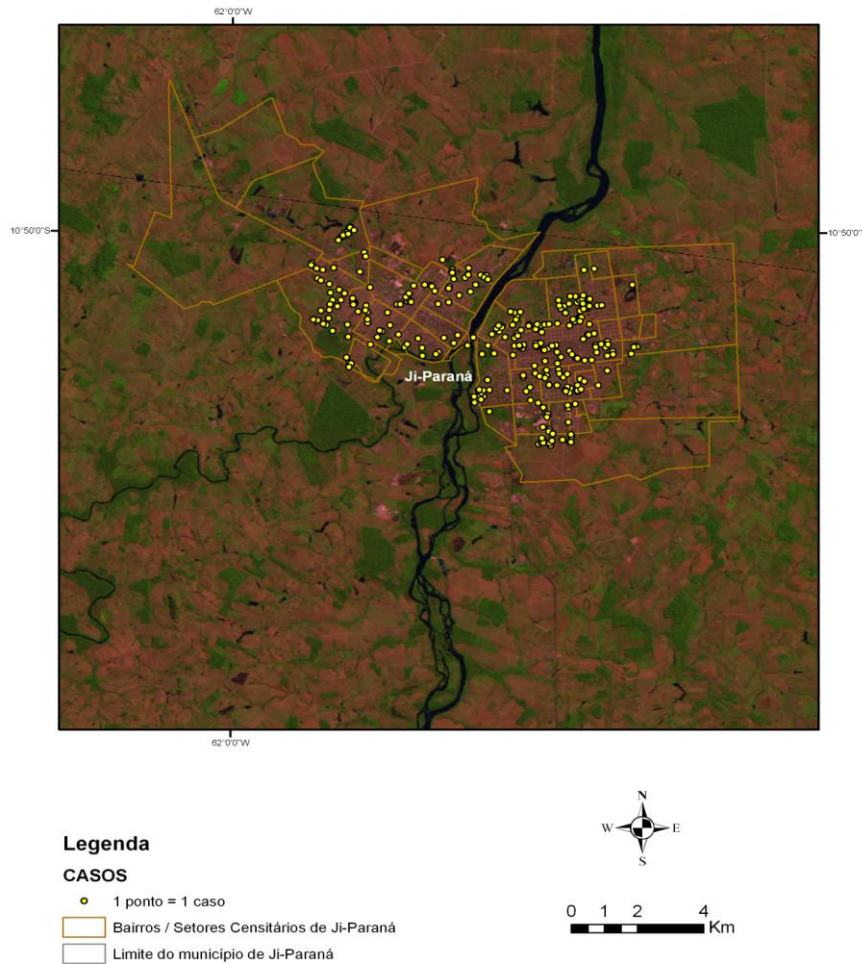 62°0'0"W
10°50'0"S
10°50'0"
Ji-Paraná
62°0'0"W
N
W E
S
Legenda
CASOS
1 ponto = 1 caso
Bairros / Setores Censitários de Ji-Paraná
Limite do município de Ji-Paraná
0 1 2 4
Km